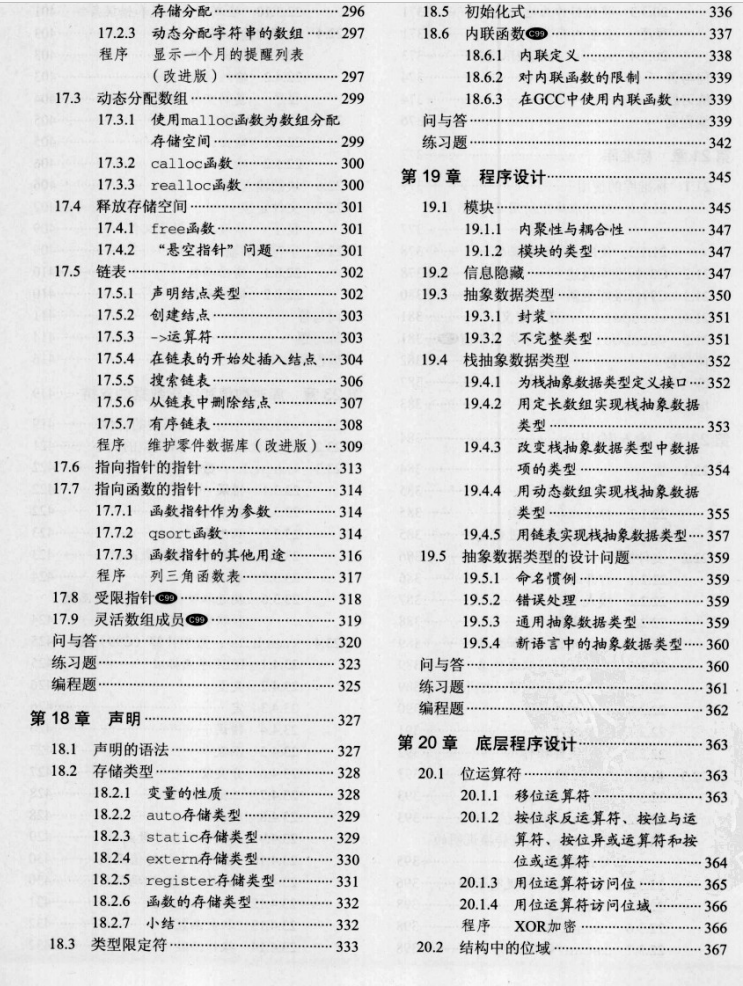 存储分配 296
17.2.3 动态分配字符串的数组 297
程序 显示一个月的提醒列表
（改进版） 297
17.3 动态分配数组 299
17.3.1 使用malloc函数为数组分配
存储空间 299
17.3.2 calloc函数 300
17.3.3 realloc函数 300
17.4 释放存储空间 301
17.4.1 free函数 301
17.4.2 “悬空指针”问题 301
17.5 链表 302
17.5.1 声明结点类型 302
17.5.2 创建结点 303
17.5.3 ->运算符 303
17.5.4 在链表的开始处插入结点 304
17.5.5 搜索链表 306
17.5.6 从链表中删除结点 307
17.5.7 有序链表 308
程序 维护零件数据库（改进版） 309
17.6 指向指针的指针 313
17.7 指向函数的指针 314
17.7.1 函数指针作为参数 314
17.7.2 qsort函数 314
17.7.3 函数指针的其他用途 316
程序 列三角函数表 317
17.8 受限指针C99 318
17.9 灵活数组成员C99 319
问与答 320
练习题 323
编程题 325
第18章 声明 327
18.1 声明的语法 327
18.2 存储类型 328
18.2.1 变量的性质 328
18.2.2 auto存储类型 329
18.2.3 static存储类型 329
18.2.4 extern存储类型 330
18.2.5 register存储类型 331
18.2.6 函数的存储类型 332
18.2.7 小结 332
18.3 类型限定符 333
18.5 初始化式 336
18.6 内联函数C99 337
18.6.1 内联定义 338
18.6.2 对内联函数的限制 339
18.6.3 在GCC中使用内联函数 339
问与答 339
练习题 342
第19章 程序设计 345
19.1 模块 345
19.1.1 内聚性与耦合性 347
19.1.2 模块的类型 347
19.2 信息隐藏 347
19.3 抽象数据类型 350
19.3.1 封装 351
19.3.2 不完整类型 351
19.4 栈抽象数据类型 352
19.4.1 为栈抽象数据类型定义接口 352
19.4.2 用定长数组实现栈抽象数据
类型 353
19.4.3 改变栈抽象数据类型中数据
项的类型 354
19.4.4 用动态数组实现栈抽象数据
类型 355
19.4.5 用链表实现栈抽象数据类型 357
19.5 抽象数据类型的设计问题 359
19.5.1 命名惯例 359
19.5.2 错误处理 359
19.5.3 通用抽象数据类型 359
19.5.4 新语言中的抽象数据类型 360
问与答 360
练习题 361
编程题 362
第20章 底层程序设计 363
20.1 位运算符 363
20.1.1 移位运算符 363
20.1.2 按位求反运算符、按位与运
算符、按位异或运算符和按
位或运算符 364
20.1.3 用位运算符访问位 365
20.1.4 用位运算符访问位域 366
程序 XOR加密 366
20.2 结构中的位域 367